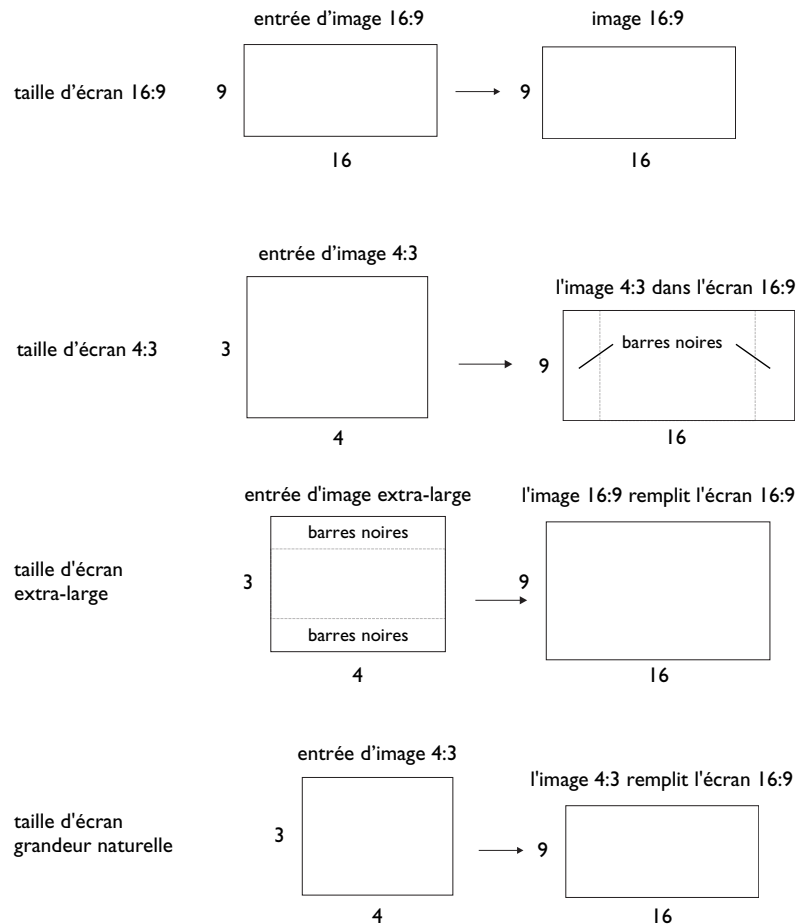 entrée d’image 16:9
image 16:9
taille d’écran 16:9
9
9
16
16
entrée d’image 4:3
l'image 4:3 dans l'écran 16:9
taille d’écran 4:3
3
barres noires
9
4
16
entrée d'image extra-large
l'image 16:9 remplit l'écran 16:9
barres noires
taille d'écran
extra-large
3
9
barres noires
4
16
entrée d’image 4:3
l'image 4:3 remplit l'écran 16:9
taille d'écran
grandeur naturelle
3
9
4
16